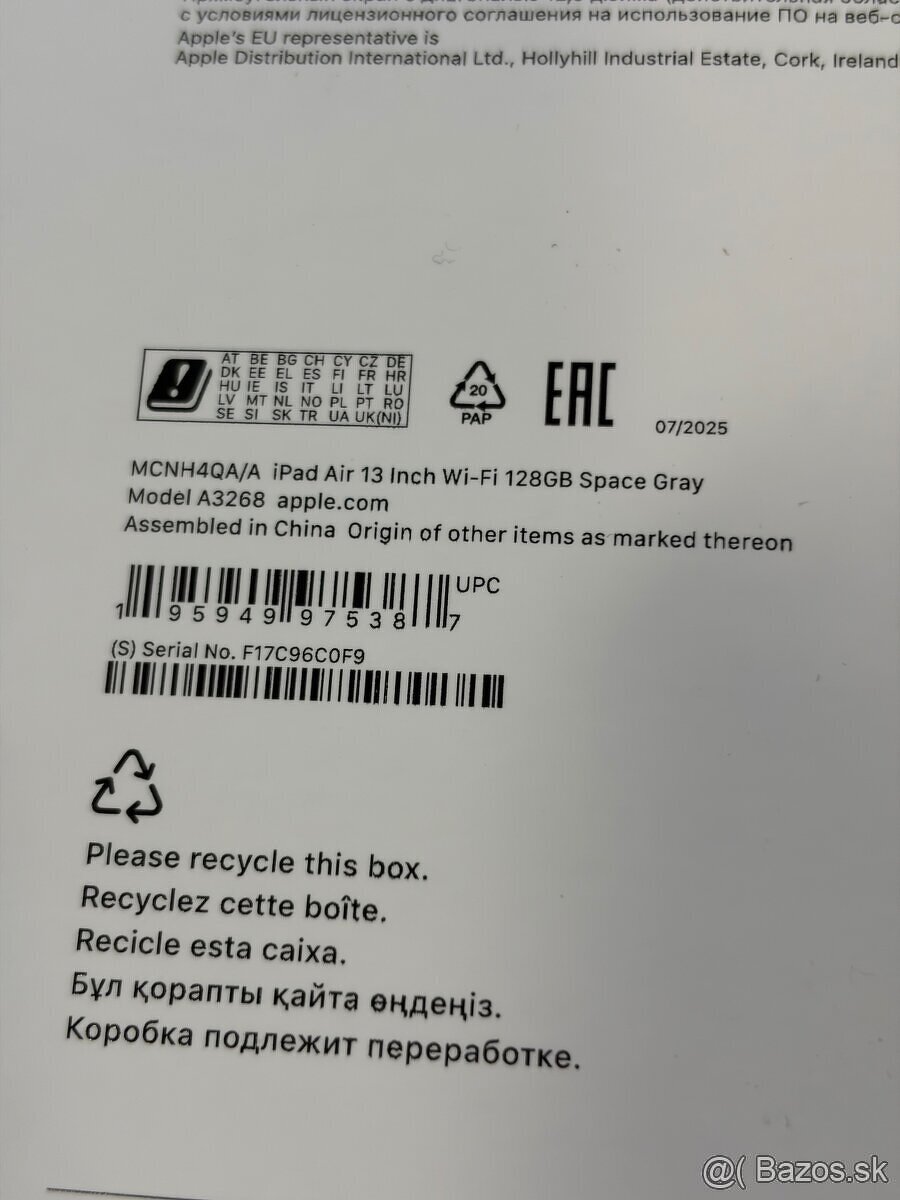 с условиями лицензионного соглашения на использование ПО на веб-с
Apple's EU representative is
Apple Distribution International Ltd., Hollyhill Industrial Estate, Cork, Ireland
AT BE BG CH CY CZ DE
DK EE EL ES FI FR HR
HU IE IS IT LI LT LU
LV MT NL NO PL PT RO
SE SI SK TR UA UK(NI)
20
PAP
EAC
07/2025
MCNH4QA/A iPad Air 13 Inch Wi-Fi 128GB Space Gray
Model A3268 apple.com
Assembled in China Origin of other items as marked thereon
UPC
1 95949 97538 7
(S) Serial No. F17C96C0F9
Please recycle this box.
Recyclez cette boîte.
Recicle esta caixa.
Бұл қорапты қайта өңдеңіз.
Коробка подлежит переработке.
@( Bazos.sk